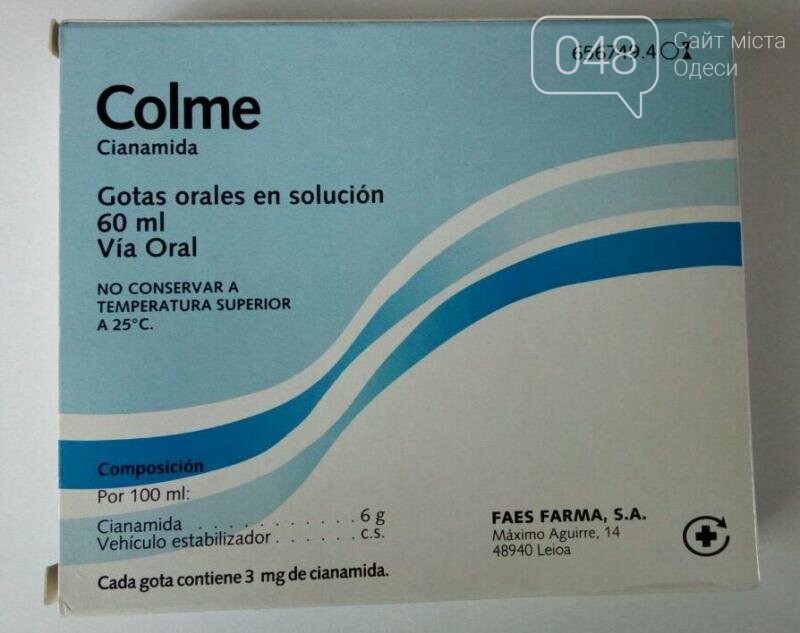 048
Сайт міста
Одеси
656749.4
Colme
Cianamida
Gotas orales en solución
60 ml
Vía Oral
NO CONSERVAR A
TEMPERATURA SUPERIOR
A 25°C.
Composición
Por 100 ml:
Cianamida . . . . . . . . . . . . 6 g
Vehículo estabilizador . . . . . . c.s.
Cada gota contiene 3 mg de cianamida.
FAES FARMA, S.A.
Máximo Aguirre, 14
48940 Leioa